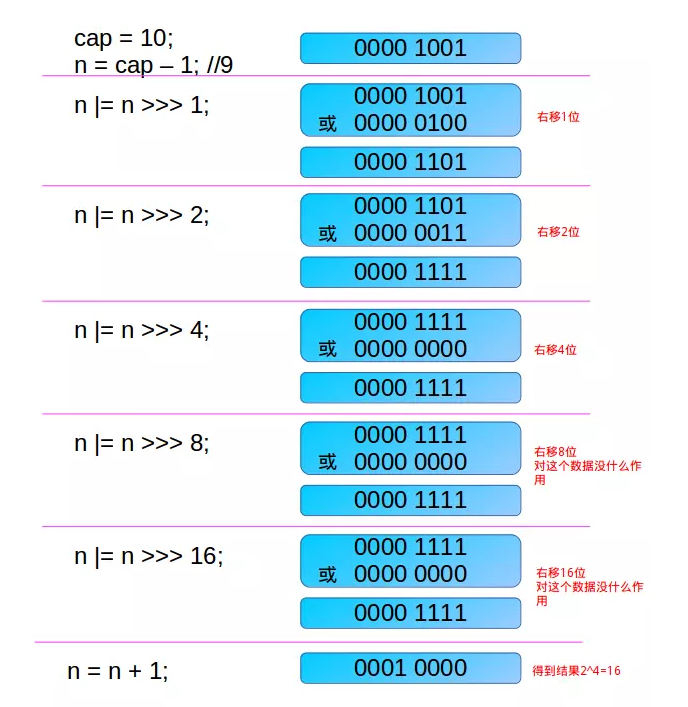 cap = 10;
n = cap – 1; //9
0000 1001
n |= n >>> 1;
0000 1001
或 0000 0100
右移1位
0000 1101
n |= n >>> 2;
0000 1101
或 0000 0011
右移2位
0000 1111
n |= n >>> 4;
0000 1111
或 0000 0000
右移4位
0000 1111
n |= n >>> 8;
0000 1111
或 0000 0000
右移8位
对这个数据没什么作
用
0000 1111
n |= n >>> 16;
0000 1111
或 0000 0000
右移16位
对这个数据没什么作
用
0000 1111
n = n + 1;
0001 0000
得到结果2^4=16